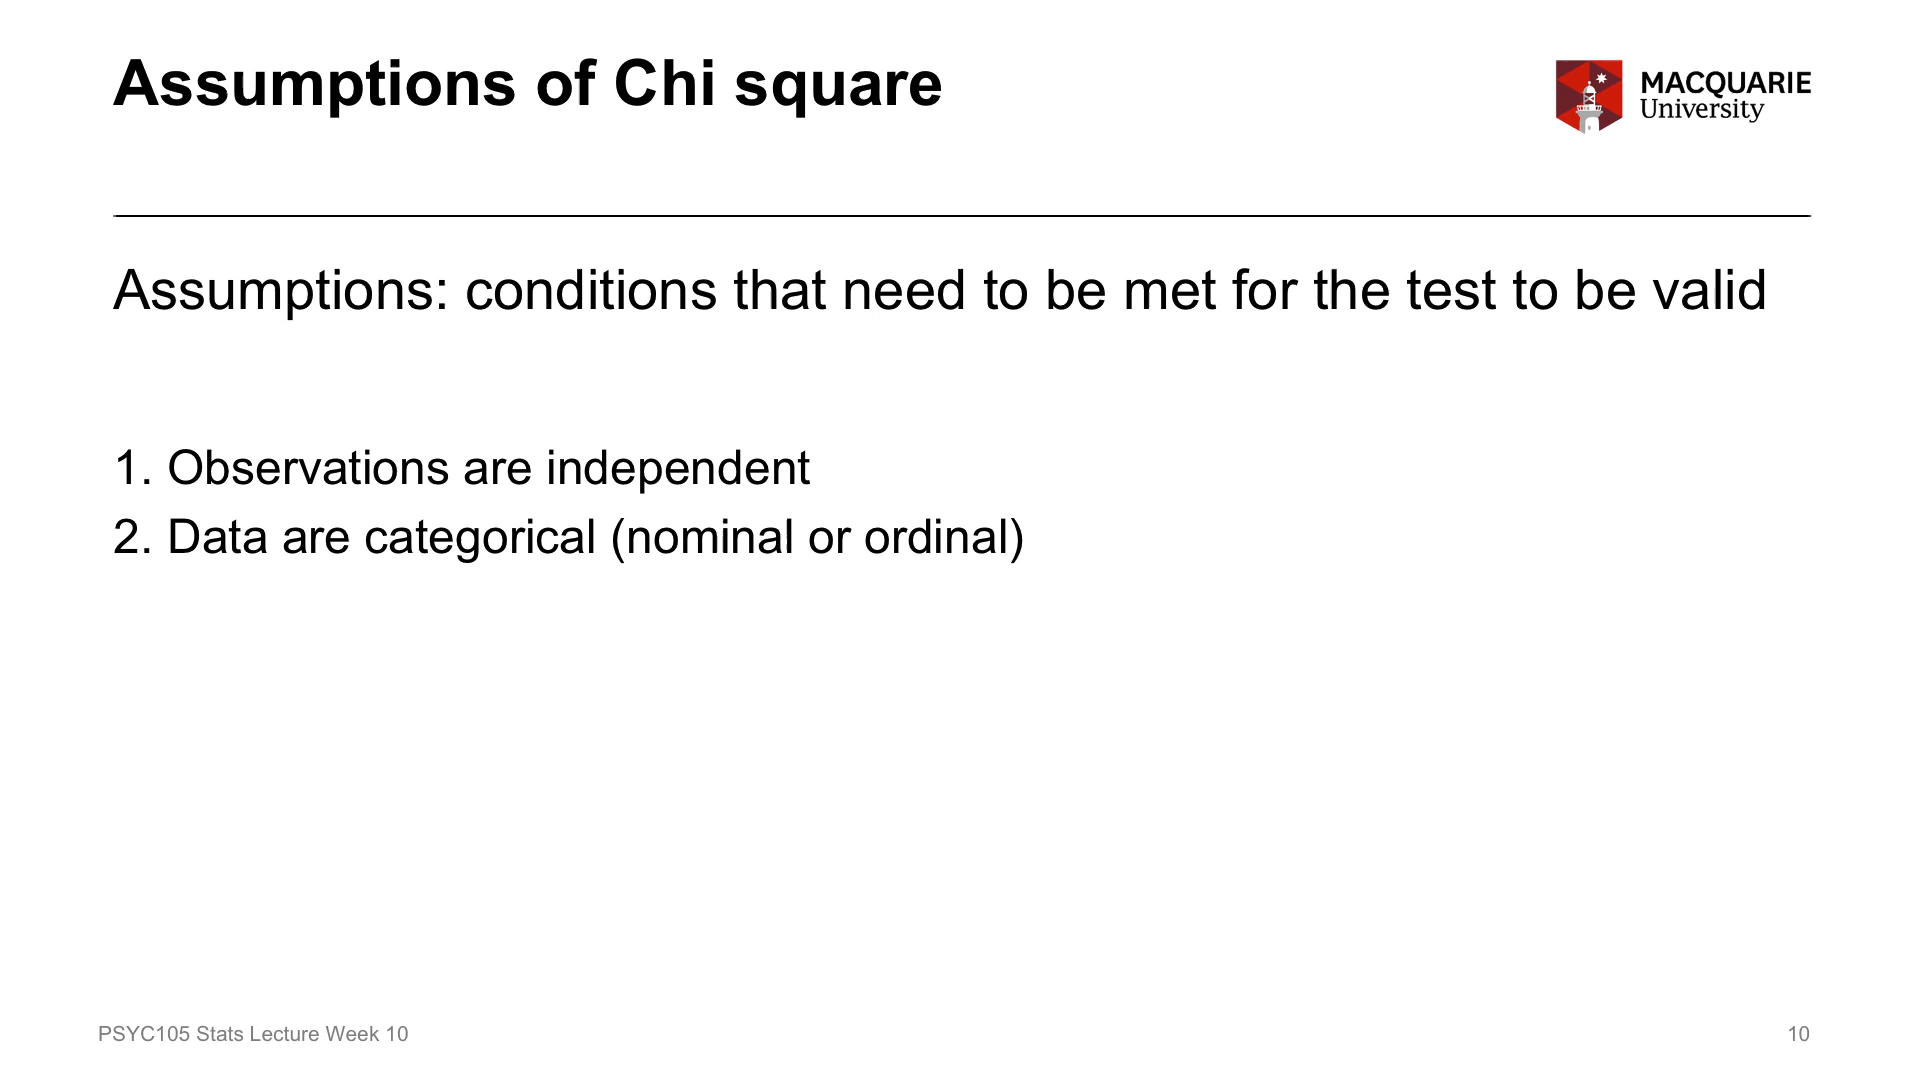 Assumptions of Chi square
MACQUARIE
University
Assumptions: conditions that need to be met for the test to be valid
1. Observations are independent
2. Data are categorical (nominal or ordinal)
PSYC105 Stats Lecture Week 10
10